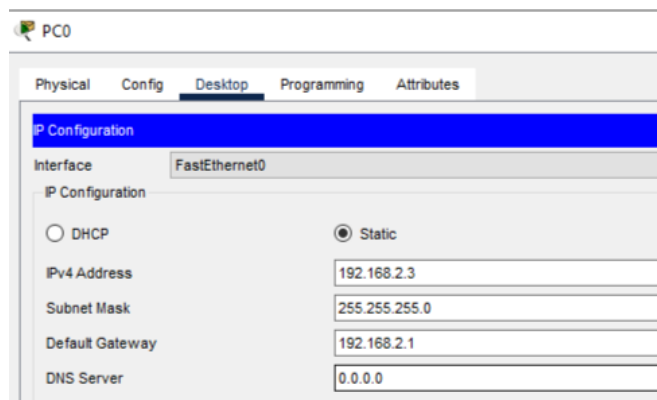 PC0
Physical Config Desktop Programming Attributes
IP Configuration
Interface FastEthernet0
IP Configuration
DHCP Static
IPv4 Address 192.168.2.3
Subnet Mask 255.255.255.0
Default Gateway 192.168.2.1
DNS Server 0.0.0.0